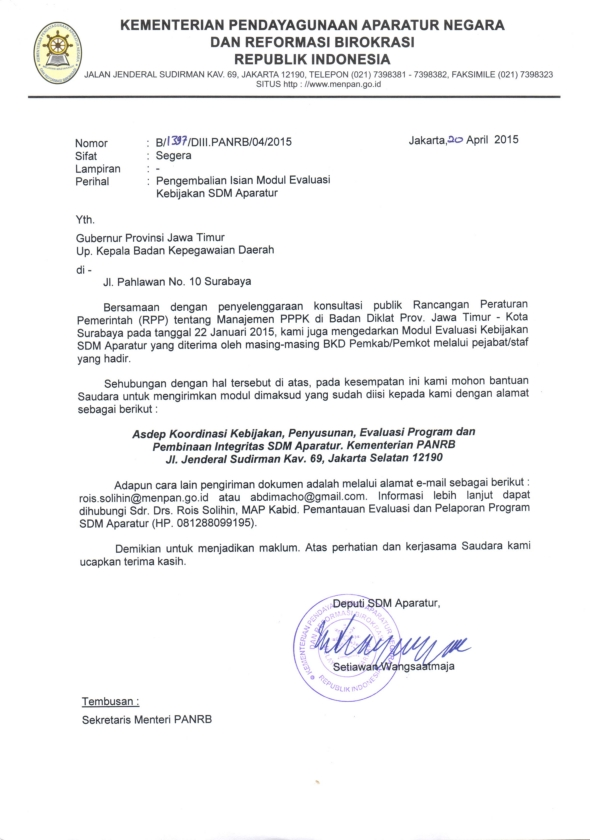 KEMENTERIAN PENDAYAGUNAAN APARATUR NEGARA
DAN REFORMASI BIROKRASI
REPUBLIK INDONESIA
JALAN JENDERAL SUDIRMAN KAV. 69, JAKARTA 12190, TELEPON (021) 7398381 - 7398382, FAKSIMILE (021) 7398323
SITUS http : //www.menpan.go.id
Nomor : B/1397/DIII.PANRB/04/2015 Jakarta, 20 April 2015
Sifat : Segera
Lampiran : -
Perihal : Pengembalian Isian Modul Evaluasi
Kebijakan SDM Aparatur
Yth.
Gubernur Provinsi Jawa Timur
Up. Kepala Badan Kepegawaian Daerah
di -
Jl. Pahlawan No. 10 Surabaya
Bersamaan dengan penyelenggaraan konsultasi publik Rancangan Peraturan
Pemerintah (RPP) tentang Manajemen PPPK di Badan Diklat Prov. Jawa Timur - Kota
Surabaya pada tanggal 22 Januari 2015, kami juga mengedarkan Modul Evaluasi Kebijakan
SDM Aparatur yang diterima oleh masing-masing BKD Pemkab/Pemkot melalui pejabat/staf
yang hadir.
Sehubungan dengan hal tersebut di atas, pada kesempatan ini kami mohon bantuan
Saudara untuk mengirimkan modul dimaksud yang sudah diisi kepada kami dengan alamat
sebagai berikut :
Asdep Koordinasi Kebijakan, Penyusunan, Evaluasi Program dan
Pembinaan Integritas SDM Aparatur. Kementerian PANRB
Jl. Jenderal Sudirman Kav. 69, Jakarta Selatan 12190
Adapun cara lain pengiriman dokumen adalah melalui alamat e-mail sebagai berikut :
rois.solihin@menpan.go.id atau abdimacho@gmail.com. Informasi lebih lanjut dapat
dihubungi Sdr. Drs. Rois Solihin, MAP Kabid. Pemantauan Evaluasi dan Pelaporan Program
SDM Aparatur (HP. 081288099195).
Demikian untuk menjadikan maklum. Atas perhatian dan kerjasama Saudara kami
ucapkan terima kasih.
Deputi SDM Aparatur,
Setiawan Wangsaatmaja
REPUBLIK INDONESIA
Tembusan :
Sekretaris Menteri PANRB